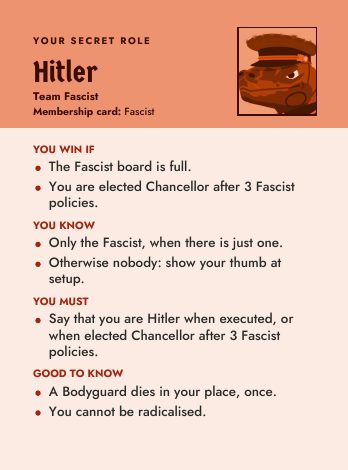 YOUR SECRET ROLE
Hitler
Team Fascist
Membership card: Fascist
YOU WIN IF
• The Fascist board is full.
• You are elected Chancellor after 3 Fascist
policies.
YOU KNOW
• Only the Fascist, when there is just one.
• Otherwise nobody: show your thumb at
setup.
YOU MUST
• Say that you are Hitler when executed, or
when elected Chancellor after 3 Fascist
policies.
GOOD TO KNOW
• A Bodyguard dies in your place, once.
• You cannot be radicalised.